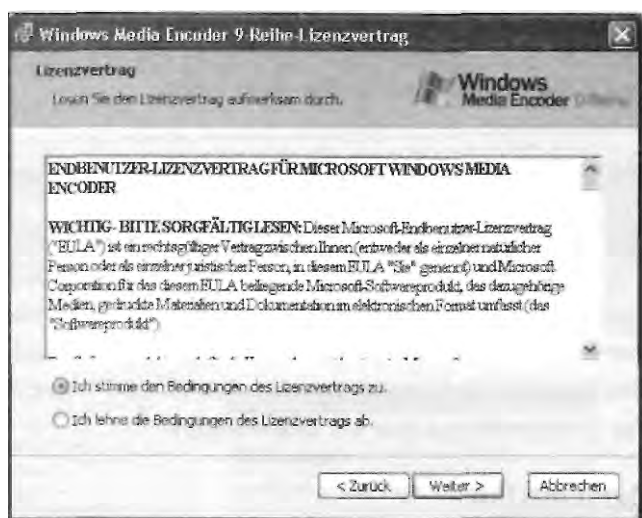 Windows Media Encoder 9-Reihe-Lizenzvertrag
Lizenzvertrag
Lesen Sie den Lizenzvertrag aufmerksam durch.
Windows
Media Encoder
ENDBENUTZER-LIZENZVERTRAG FÜR MICROSOFT WINDOWS MEDIA
ENCODER
WICHTIG - BITTE SORGFÄLTIG LESEN: Dieser Microsoft-Endbenutzer-Lizenzvertrag
("EULA") ist ein rechtsgültiger Vertrag zwischen Ihnen (entweder als einzelner natürlicher
Person oder als einzelner juristischer Person, in diesem EULA "Sie" genannt) und Microsoft
Corporation für das diesem EULA beiliegende Microsoft-Softwareprodukt, das dazugehörige
Medien, gedruckte Materialien und Dokumentation im elektronischen Format umfasst (das
"Softwareprodukt")
Ich stimme den Bedingungen des Lizenzvertrags zu.
Ich lehne die Bedingungen des Lizenzvertrags ab.
< Zurück
Weiter >
Abbrechen